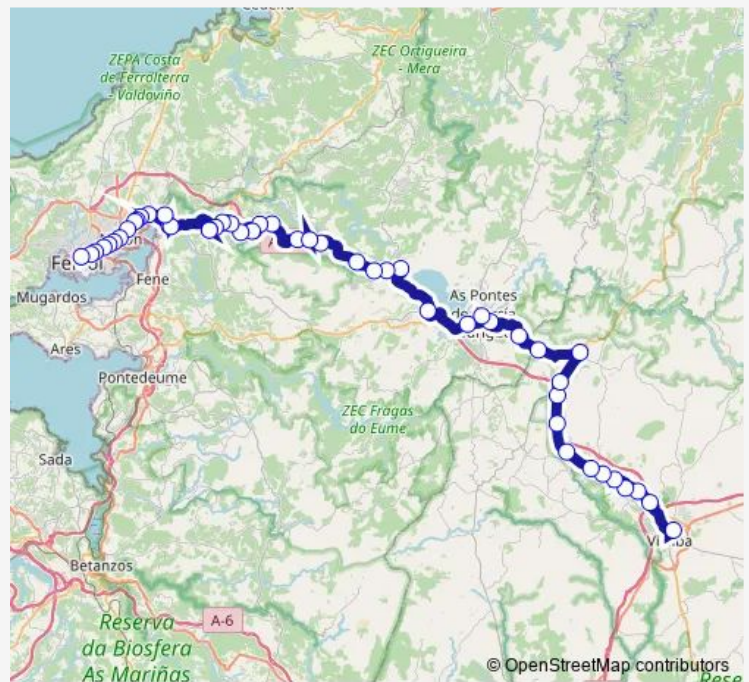 ZEPA Costa
de Ferrolterra
- Valdoviño
ZEC Ortigueira
- Mera
Mugardos
Fene
Ares
Pontedeume
As Pontes
ZEC Fragas
do Eume
Sada
Betanzos
A-6
Reserva
da Biosfera
As Mariñas
© OpenStreetMap contributors